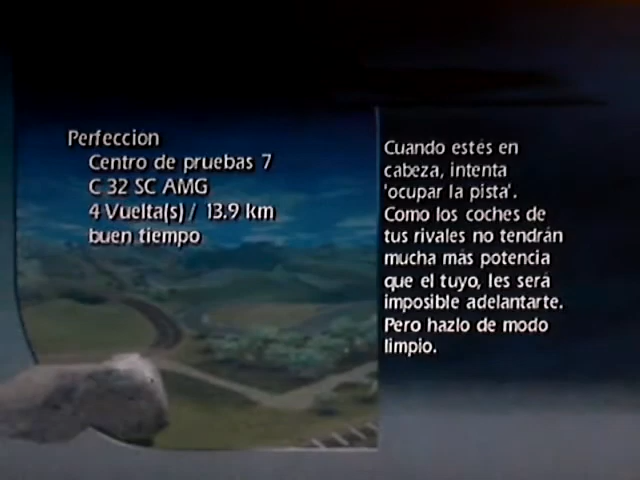 Perfeccion
Centro de pruebas 7
C 32 SC AMG
4 Vuelta(s) / 13.9 km
buen tiempo
Cuando estés en
cabeza, intenta
'ocupar la pista'.
Como los coches de
tus rivales no tendrán
mucha más potencia
que el tuyo, les será
imposible adelantarte.
Pero hazlo de modo
limpio.